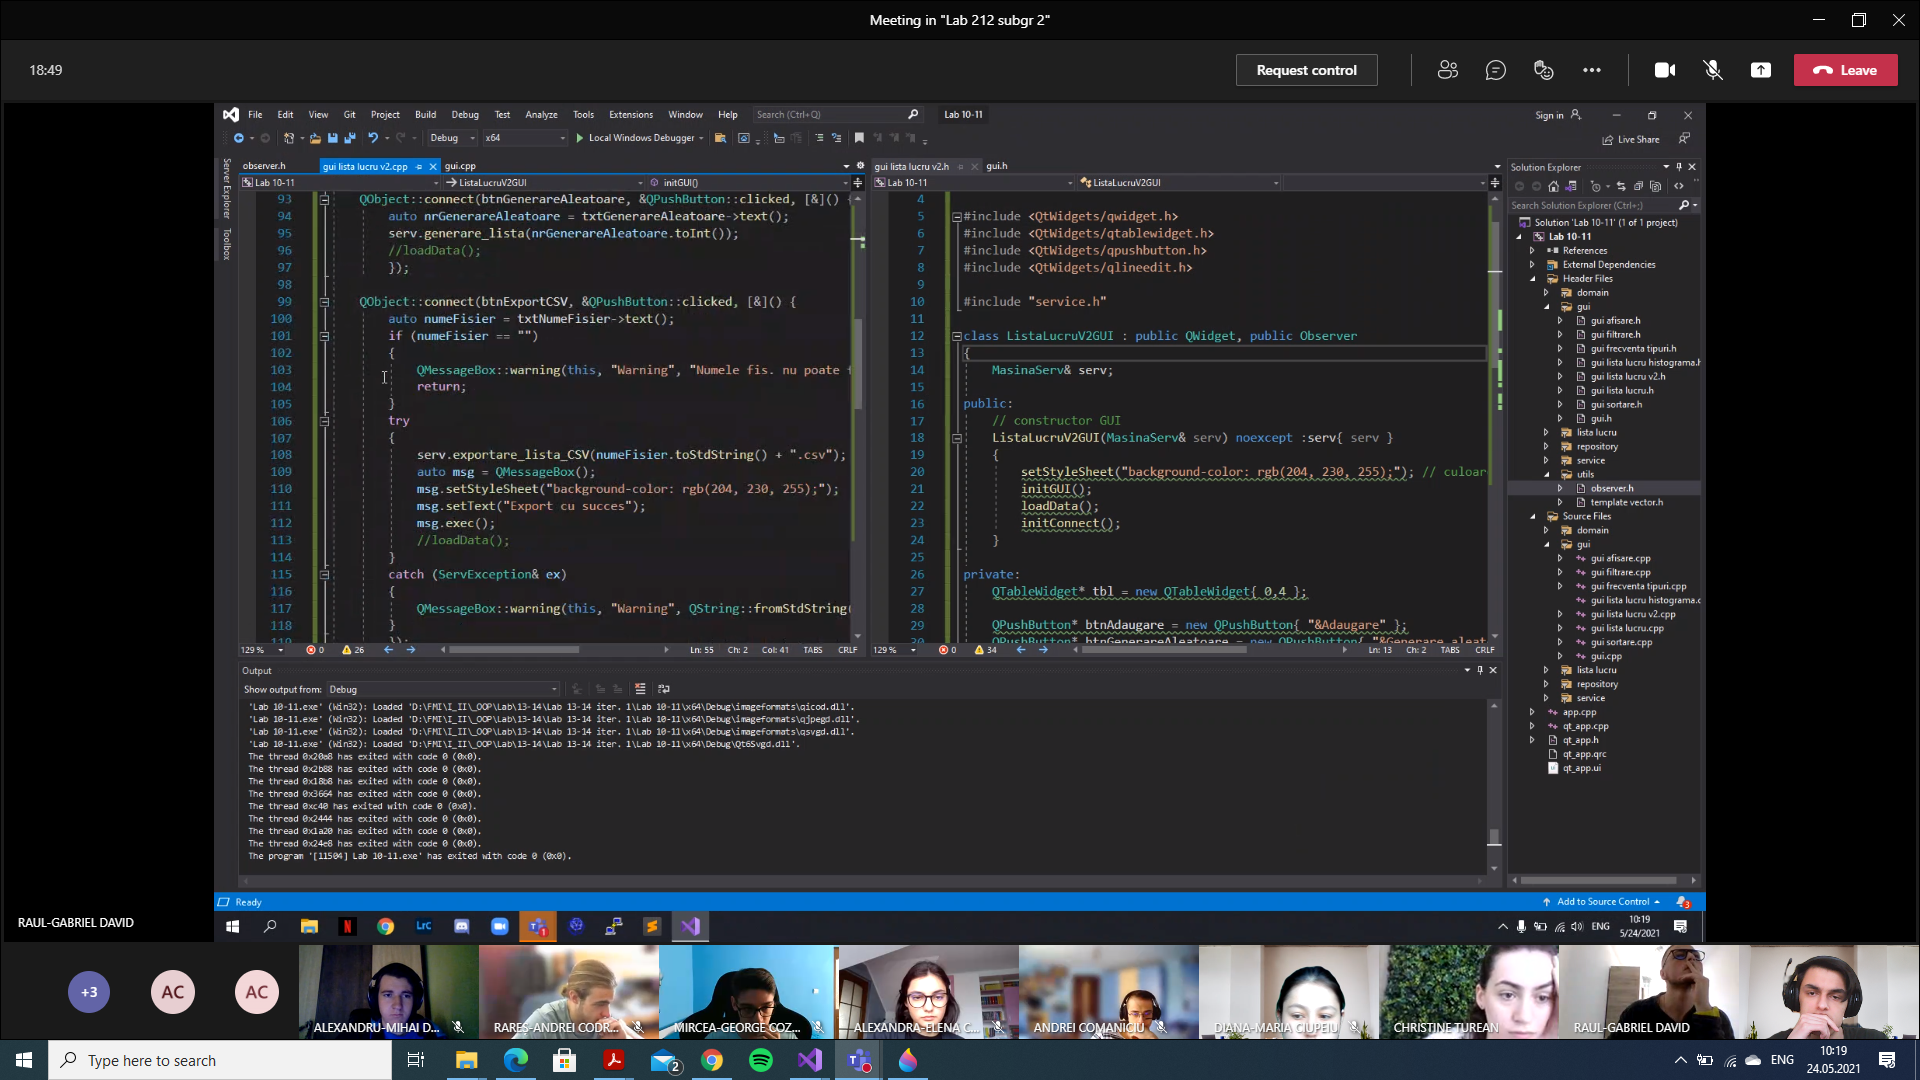 Meeting in "Lab 212 subgr 2"
18:49
Request control
Leave
File Edit View Git Project Build Debug Test Analyze Tools Extensions Window Help Search (Ctrl+Q) Lab 10-11 Sign in
Debug x64 Local Windows Debugger Live Share
Server Explorer
Toolbox
observer.h gui lista lucru v2.cpp gui.cpp
Lab 10-11 ListaLucruV2GUI initGUI()
93 QObject::connect(btnGenerareAleatoare, &QPushButton::clicked, [&]() {
94 auto nrGenerareAleatoare = txtGenerareAleatoare->text();
95 serv.generare_lista(nrGenerareAleatoare.toInt());
96 //loadData();
97 });
98
99 QObject::connect(btnExportCSV, &QPushButton::clicked, [&]() {
100 auto numeFisier = txtNumeFisier->text();
101 if (numeFisier == "")
102 {
103 QMessageBox::warning(this, "Warning", "Numele fis. nu poate
104 return;
105 }
106 try
107 {
108 serv.exportare_lista_CSV(numeFisier.toStdString() + ".csv");
109 auto msg = QMessageBox();
110 msg.setStyleSheet("background-color: rgb(204, 230, 255);");
111 msg.setText("Export cu succes");
112 msg.exec();
113 //loadData();
114 }
115 catch (ServException& ex)
116 {
117 QMessageBox::warning(this, "Warning", QString::fromStdString(
118 }
119 });
129 % 0 26 Ln: 55 Ch: 2 Col: 41 TABS CRLF
gui lista lucru v2.h gui.h
Lab 10-11 ListaLucruV2GUI
4
5 #include <QtWidgets/qwidget.h>
6 #include <QtWidgets/qtablewidget.h>
7 #include <QtWidgets/qpushbutton.h>
8 #include <QtWidgets/qlineedit.h>
9
10 #include "service.h"
11
12 class ListaLucruV2GUI : public QWidget, public Observer
13 {
14 MasinaServ& serv;
15
16 public:
17 // constructor GUI
18 ListaLucruV2GUI(MasinaServ& serv) noexcept :serv{ serv }
19 {
20 setStyleSheet("background-color: rgb(204, 230, 255);"); // culoar
21 initGUI();
22 loadData();
23 initConnect();
24 }
25
26 private:
27 QTableWidget* tbl = new QTableWidget{ 0,4 };
28
29 QPushButton* btnAdaugare = new QPushButton{ "&Adaugare" };
30 QPushButton* btnGenerareAleatoare = new QPushButton{ "&Generare aleat
129 % 0 34 Ln: 13 Ch: 2 TABS CRLF
Solution Explorer
Search Solution Explorer (Ctrl+;)
Solution 'Lab 10-11' (1 of 1 project)
Lab 10-11
References
External Dependencies
Header Files
domain
gui
gui afisare.h
gui filtrare.h
gui frecventa tipuri.h
gui lista lucru histograma.h
gui lista lucru v2.h
gui lista lucru.h
gui sortare.h
gui.h
lista lucru
repository
service
utils
observer.h
template vector.h
Source Files
domain
gui
gui afisare.cpp
gui filtrare.cpp
gui frecventa tipuri.cpp
gui lista lucru histograma.c
gui lista lucru v2.cpp
gui lista lucru.cpp
gui sortare.cpp
gui.cpp
lista lucru
repository
service
app.cpp
qt_app.cpp
qt_app.h
qt_app.qrc
qt_app.ui
Output
Show output from: Debug
'Lab 10-11.exe' (Win32): Loaded 'D:\FMI\I_II\_OOP\Lab\13-14\Lab 13-14 iter. 1\Lab 10-11\x64\Debug\imageformats\qicod.dll'.
'Lab 10-11.exe' (Win32): Loaded 'D:\FMI\I_II\_OOP\Lab\13-14\Lab 13-14 iter. 1\Lab 10-11\x64\Debug\imageformats\qjpegd.dll'.
'Lab 10-11.exe' (Win32): Loaded 'D:\FMI\I_II\_OOP\Lab\13-14\Lab 13-14 iter. 1\Lab 10-11\x64\Debug\imageformats\qsvgd.dll'.
'Lab 10-11.exe' (Win32): Loaded 'D:\FMI\I_II\_OOP\Lab\13-14\Lab 13-14 iter. 1\Lab 10-11\x64\Debug\Qt6Svgd.dll'.
The thread 0x20a8 has exited with code 0 (0x0).
The thread 0x2b88 has exited with code 0 (0x0).
The thread 0x18b8 has exited with code 0 (0x0).
The thread 0x3664 has exited with code 0 (0x0).
The thread 0xc40 has exited with code 0 (0x0).
The thread 0x2444 has exited with code 0 (0x0).
The thread 0x1a20 has exited with code 0 (0x0).
The thread 0x24e8 has exited with code 0 (0x0).
The program '[11504] Lab 10-11.exe' has exited with code 0 (0x0).
Ready Add to Source Control 3
RAUL-GABRIEL DAVID
LrC ENG 10:19
5/24/2021
+3 AC AC
ALEXANDRU-MIHAI D... RARES-ANDREI CODR... MIRCEA-GEORGE COZ... ALEXANDRA-ELENA C... ANDREI COMANICIU DIANA-MARIA CIUPEIU CHRISTINE TUREAN RAUL-GABRIEL DAVID
Type here to search 2 ENG 10:19
24.05.2021